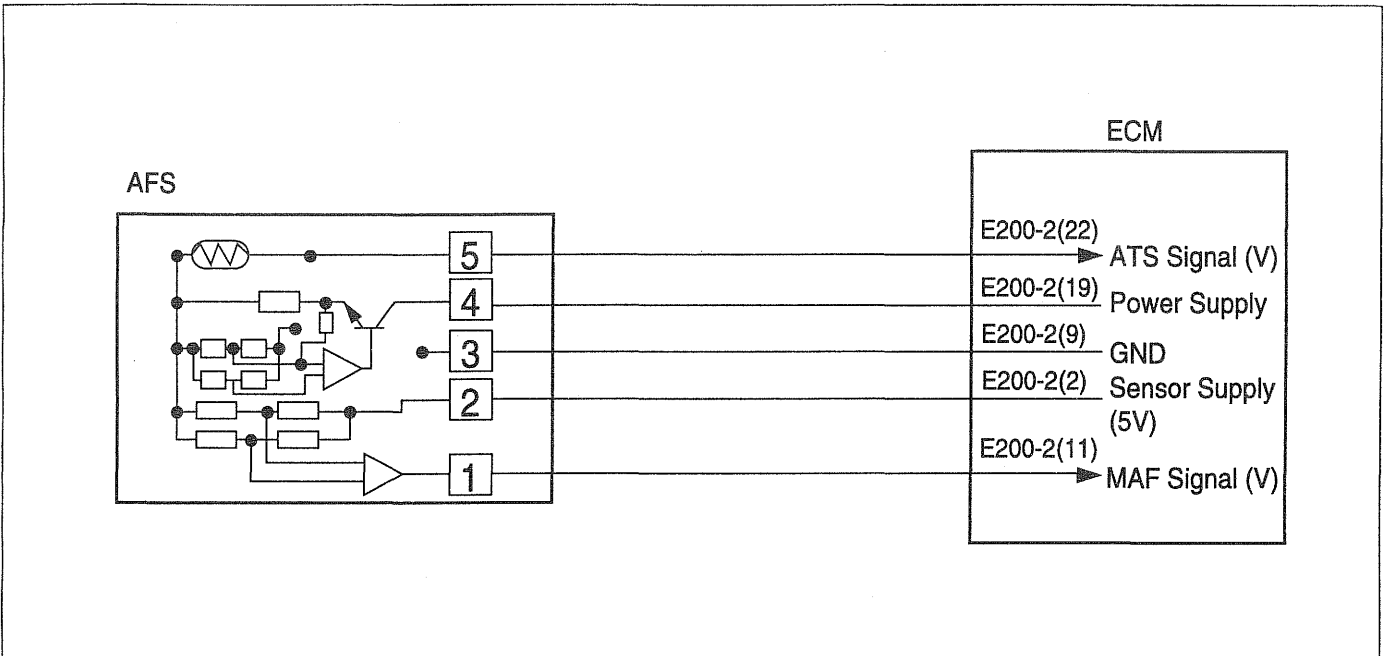 ECM
AFS
5
E200-2(22)
ATS Signal (V)
4
E200-2(19)
Power Supply
3
E200-2(9)
GND
2
E200-2(2)
Sensor Supply
(5V)
1
E200-2(11)
MAF Signal (V)